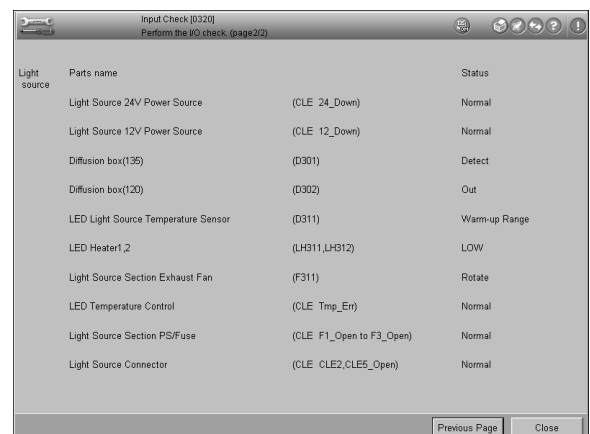 Input Check [0320]
Perform the I/O check. (page2/2)
Light source Parts name Status
Light Source 24V Power Source (CLE 24_Down) Normal
Light Source 12V Power Source (CLE 12_Down) Normal
Diffusion box(135) (D301) Detect
Diffusion box(120) (D302) Out
LED Light Source Temperature Sensor (D311) Warm-up Range
LED Heater1,2 (LH311,LH312) LOW
Light Source Section Exhaust Fan (F311) Rotate
LED Temperature Control (CLE Tmp_Err) Normal
Light Source Section PS/Fuse (CLE F1_Open to F3_Open) Normal
Light Source Connector (CLE CLE2,CLE5_Open) Normal
Previous Page Close